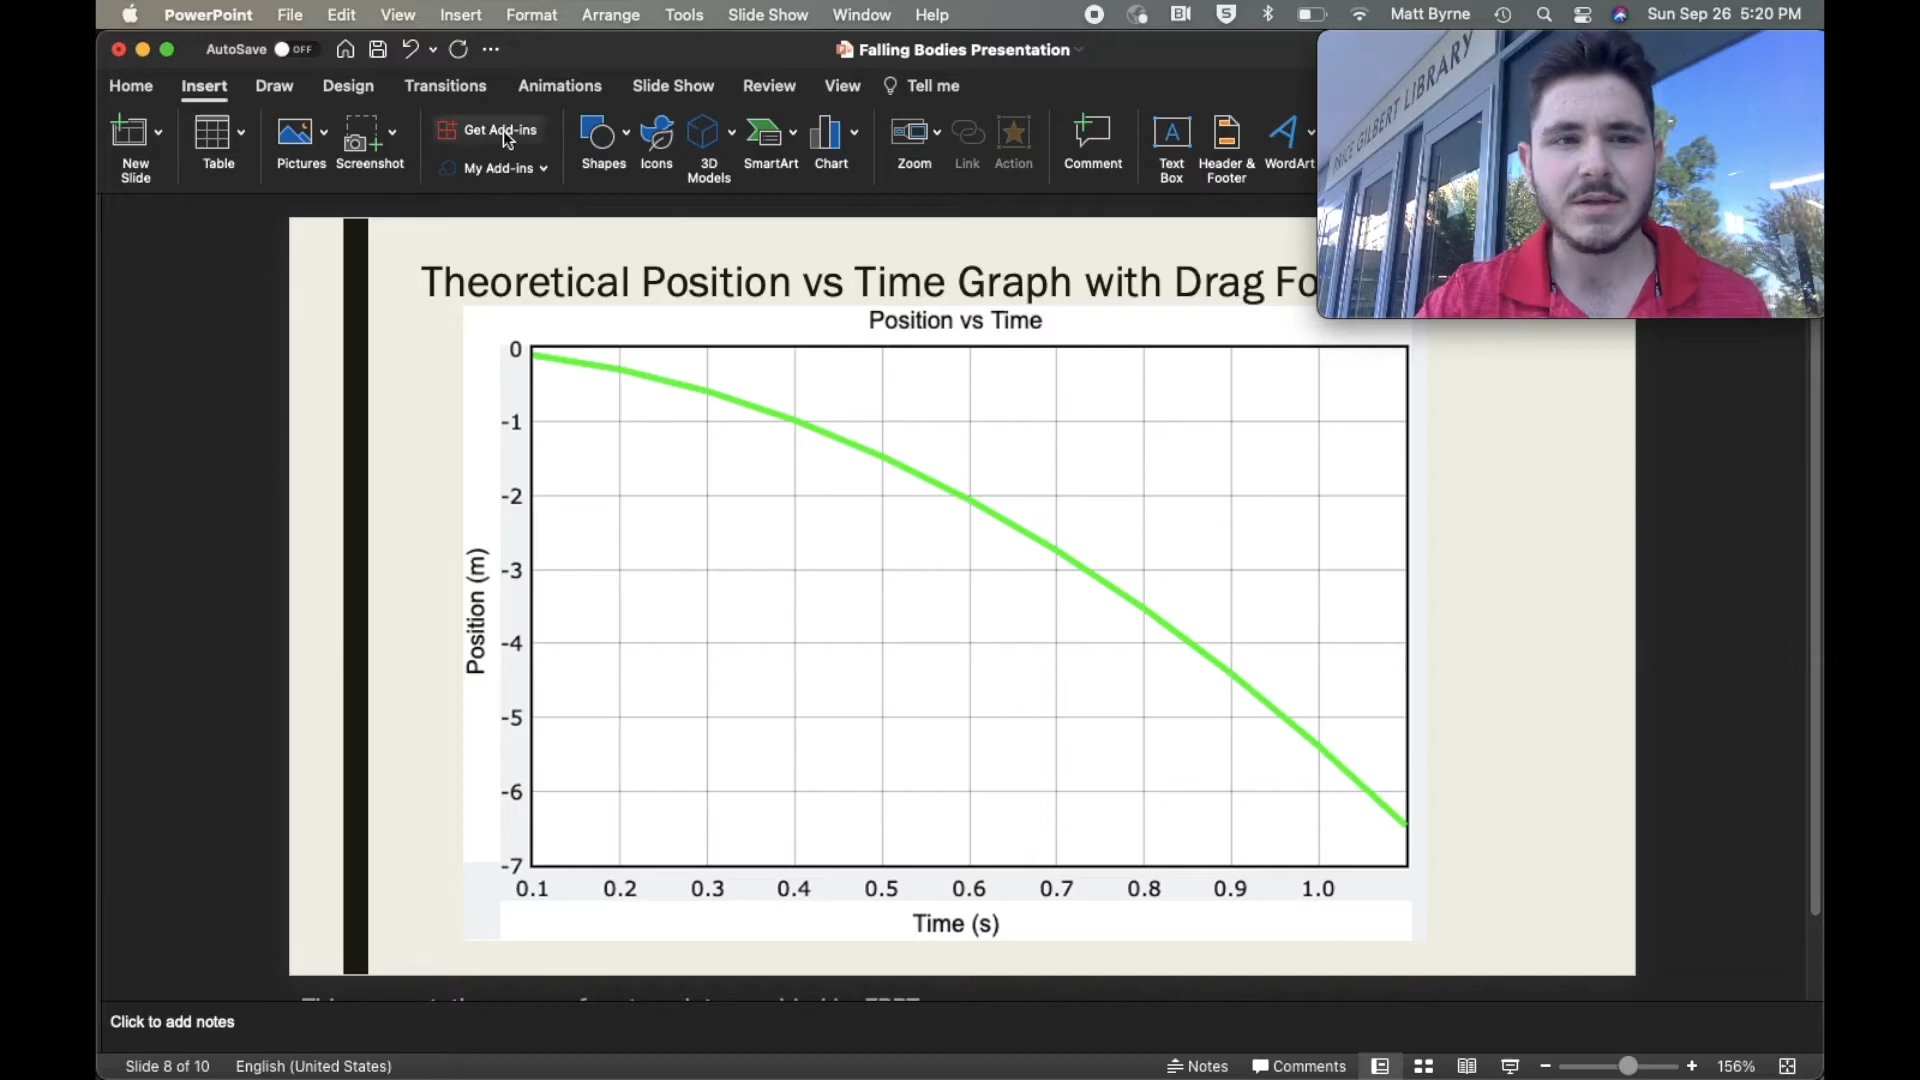 PowerPoint File Edit View Insert Format Arrange Tools Slide Show Window Help Matt Byrne Sun Sep 26 5:20 PM
AutoSave OFF Falling Bodies Presentation
Home Insert Draw Design Transitions Animations Slide Show Review View Tell me
New Slide
Table
Pictures
Screenshot
Get Add-ins
My Add-ins
Shapes
Icons
3D Models
SmartArt
Chart
Zoom
Link
Action
Comment
Text Box
Header & Footer
WordArt
PRICE GILBERT LIBRARY
Theoretical Position vs Time Graph with Drag Fo
Position vs Time
0
-1
-2
-3
-4
-5
-6
-7
Position (m)
0.1 0.2 0.3 0.4 0.5 0.6 0.7 0.8 0.9 1.0
Time (s)
Click to add notes
Slide 8 of 10 English (United States) Notes Comments 156%